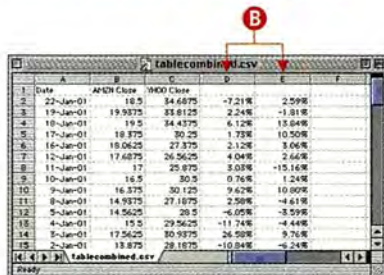 B
tablecombined.csv
A B C D E F
1 Date AMZN Close YHOO Close
2 22-Jan-01 18.5 34.6875 -7.21% 2.59%
3 19-Jan-01 19.9375 33.8125 2.24% -1.81%
4 18-Jan-01 19.5 34.4375 6.12% 13.84%
5 17-Jan-01 18.375 30.25 1.73% 10.50%
6 16-Jan-01 18.0625 27.375 2.12% 3.06%
7 12-Jan-01 17.6875 26.5625 4.04% 2.66%
8 11-Jan-01 17 25.875 3.03% -15.16%
9 10-Jan-01 16.5 30.5 0.76% 1.24%
10 9-Jan-01 16.375 30.125 9.62% 10.80%
11 8-Jan-01 14.9375 27.1875 2.58% -4.61%
12 5-Jan-01 14.5625 28.5 -6.05% -3.59%
13 4-Jan-01 15.5 29.5625 -11.74% -4.44%
14 3-Jan-01 17.5625 30.9375 26.58% 9.76%
15 2-Jan-01 13.875 28.1875 -10.84% -6.24%
tablecombined.csv
Ready